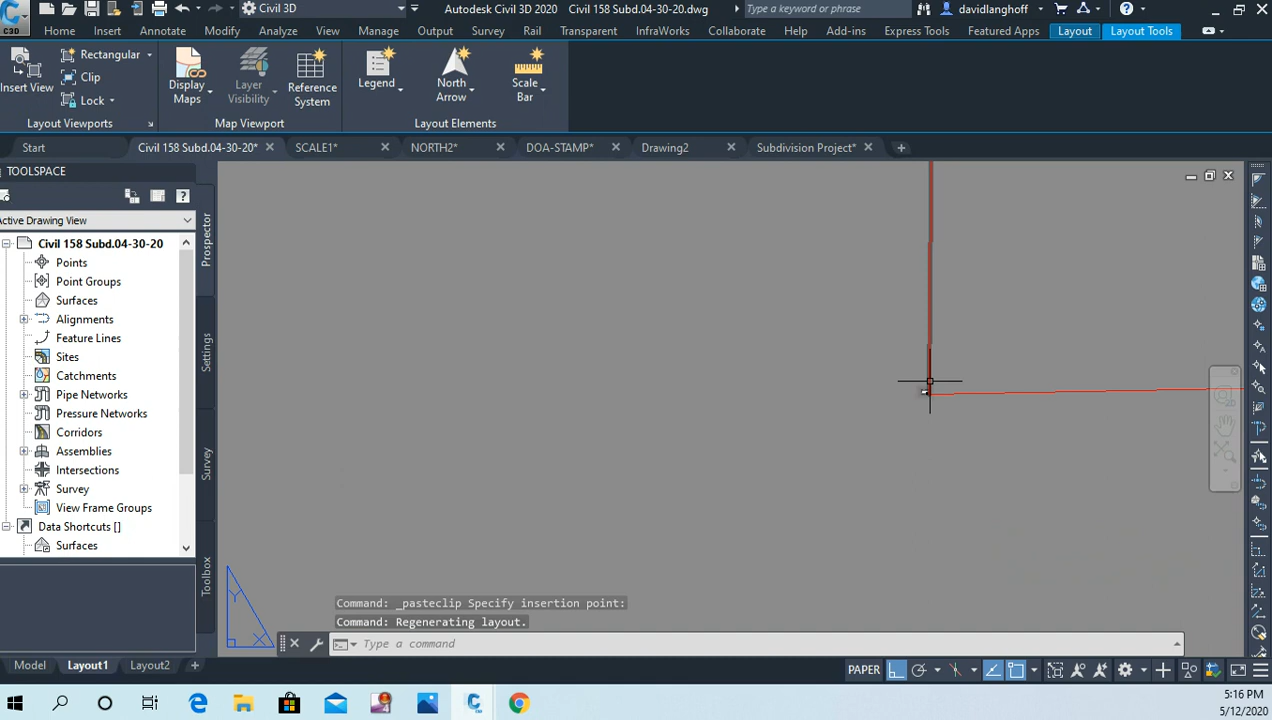 Civil 3D
Autodesk Civil 3D 2020 Civil 158 Subd.04-30-20.dwg
Type a keyword or phrase
davidlanghoff
C3D
Home Insert Annotate Modify Analyze View Manage Output Survey Rail Transparent InfraWorks Collaborate Help Add-ins Express Tools Featured Apps Layout Layout Tools
Insert View
Rectangular
Clip
Lock
Layout Viewports
Display Maps
Layer Visibility
Reference System
Map Viewport
Legend
North Arrow
Scale Bar
Layout Elements
Start
Civil 158 Subd.04-30-20*
SCALE1*
NORTH2*
DOA-STAMP*
Drawing2
Subdivision Project*
TOOLSPACE
Active Drawing View
Civil 158 Subd.04-30-20
Points
Point Groups
Surfaces
Alignments
Feature Lines
Sites
Catchments
Pipe Networks
Pressure Networks
Corridors
Assemblies
Intersections
Survey
View Frame Groups
Data Shortcuts []
Surfaces
Prospector
Settings
Survey
Toolbox
Y
X
Command: _pasteclip Specify insertion point:
Command: Regenerating layout.
Type a command
Model Layout1 Layout2
PAPER
5:16 PM
5/12/2020